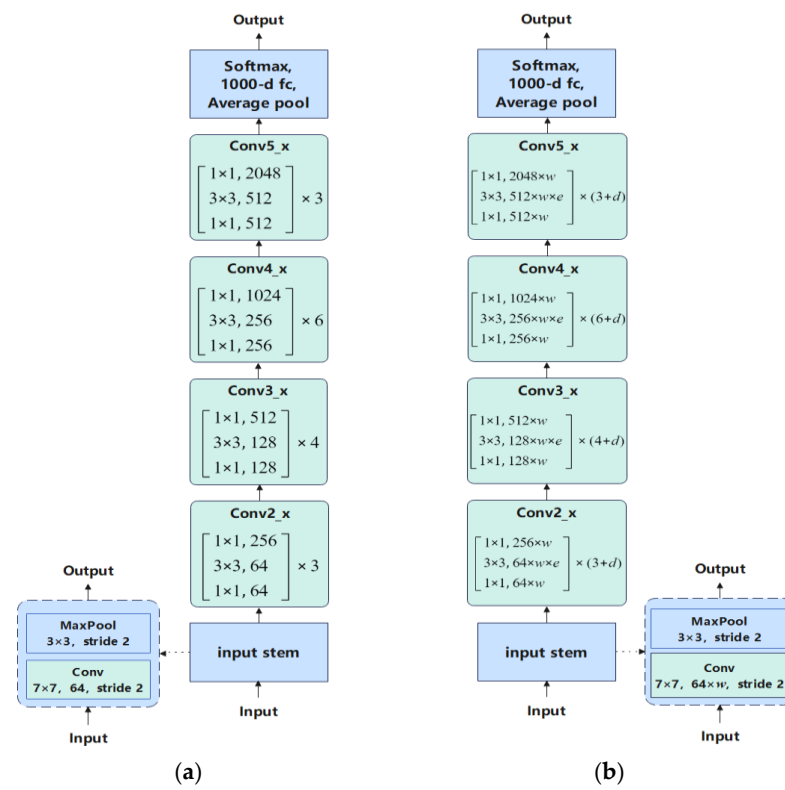 Output
Softmax,
1000-d fc,
Average pool
Conv5_x
1×1, 2048
3×3, 512
1×1, 512
× 3
Conv4_x
1×1, 1024
3×3, 256
1×1, 256
× 6
Conv3_x
1×1, 512
3×3, 128
1×1, 128
× 4
Conv2_x
1×1, 256
3×3, 64
1×1, 64
× 3
input stem
Input
Output
MaxPool
3×3, stride 2
Conv
7×7, 64, stride 2
Input
(a)
Output
Softmax,
1000-d fc,
Average pool
Conv5_x
1×1, 2048×w
3×3, 512×w×e
1×1, 512×w
× (3+d)
Conv4_x
1×1, 1024×w
3×3, 256×w×e
1×1, 256×w
× (6+d)
Conv3_x
1×1, 512×w
3×3, 128×w×e
1×1, 128×w
× (4+d)
Conv2_x
1×1, 256×w
3×3, 64×w×e
1×1, 64×w
× (3+d)
input stem
Input
Output
MaxPool
3×3, stride 2
Conv
7×7, 64×w, stride 2
Input
(b)